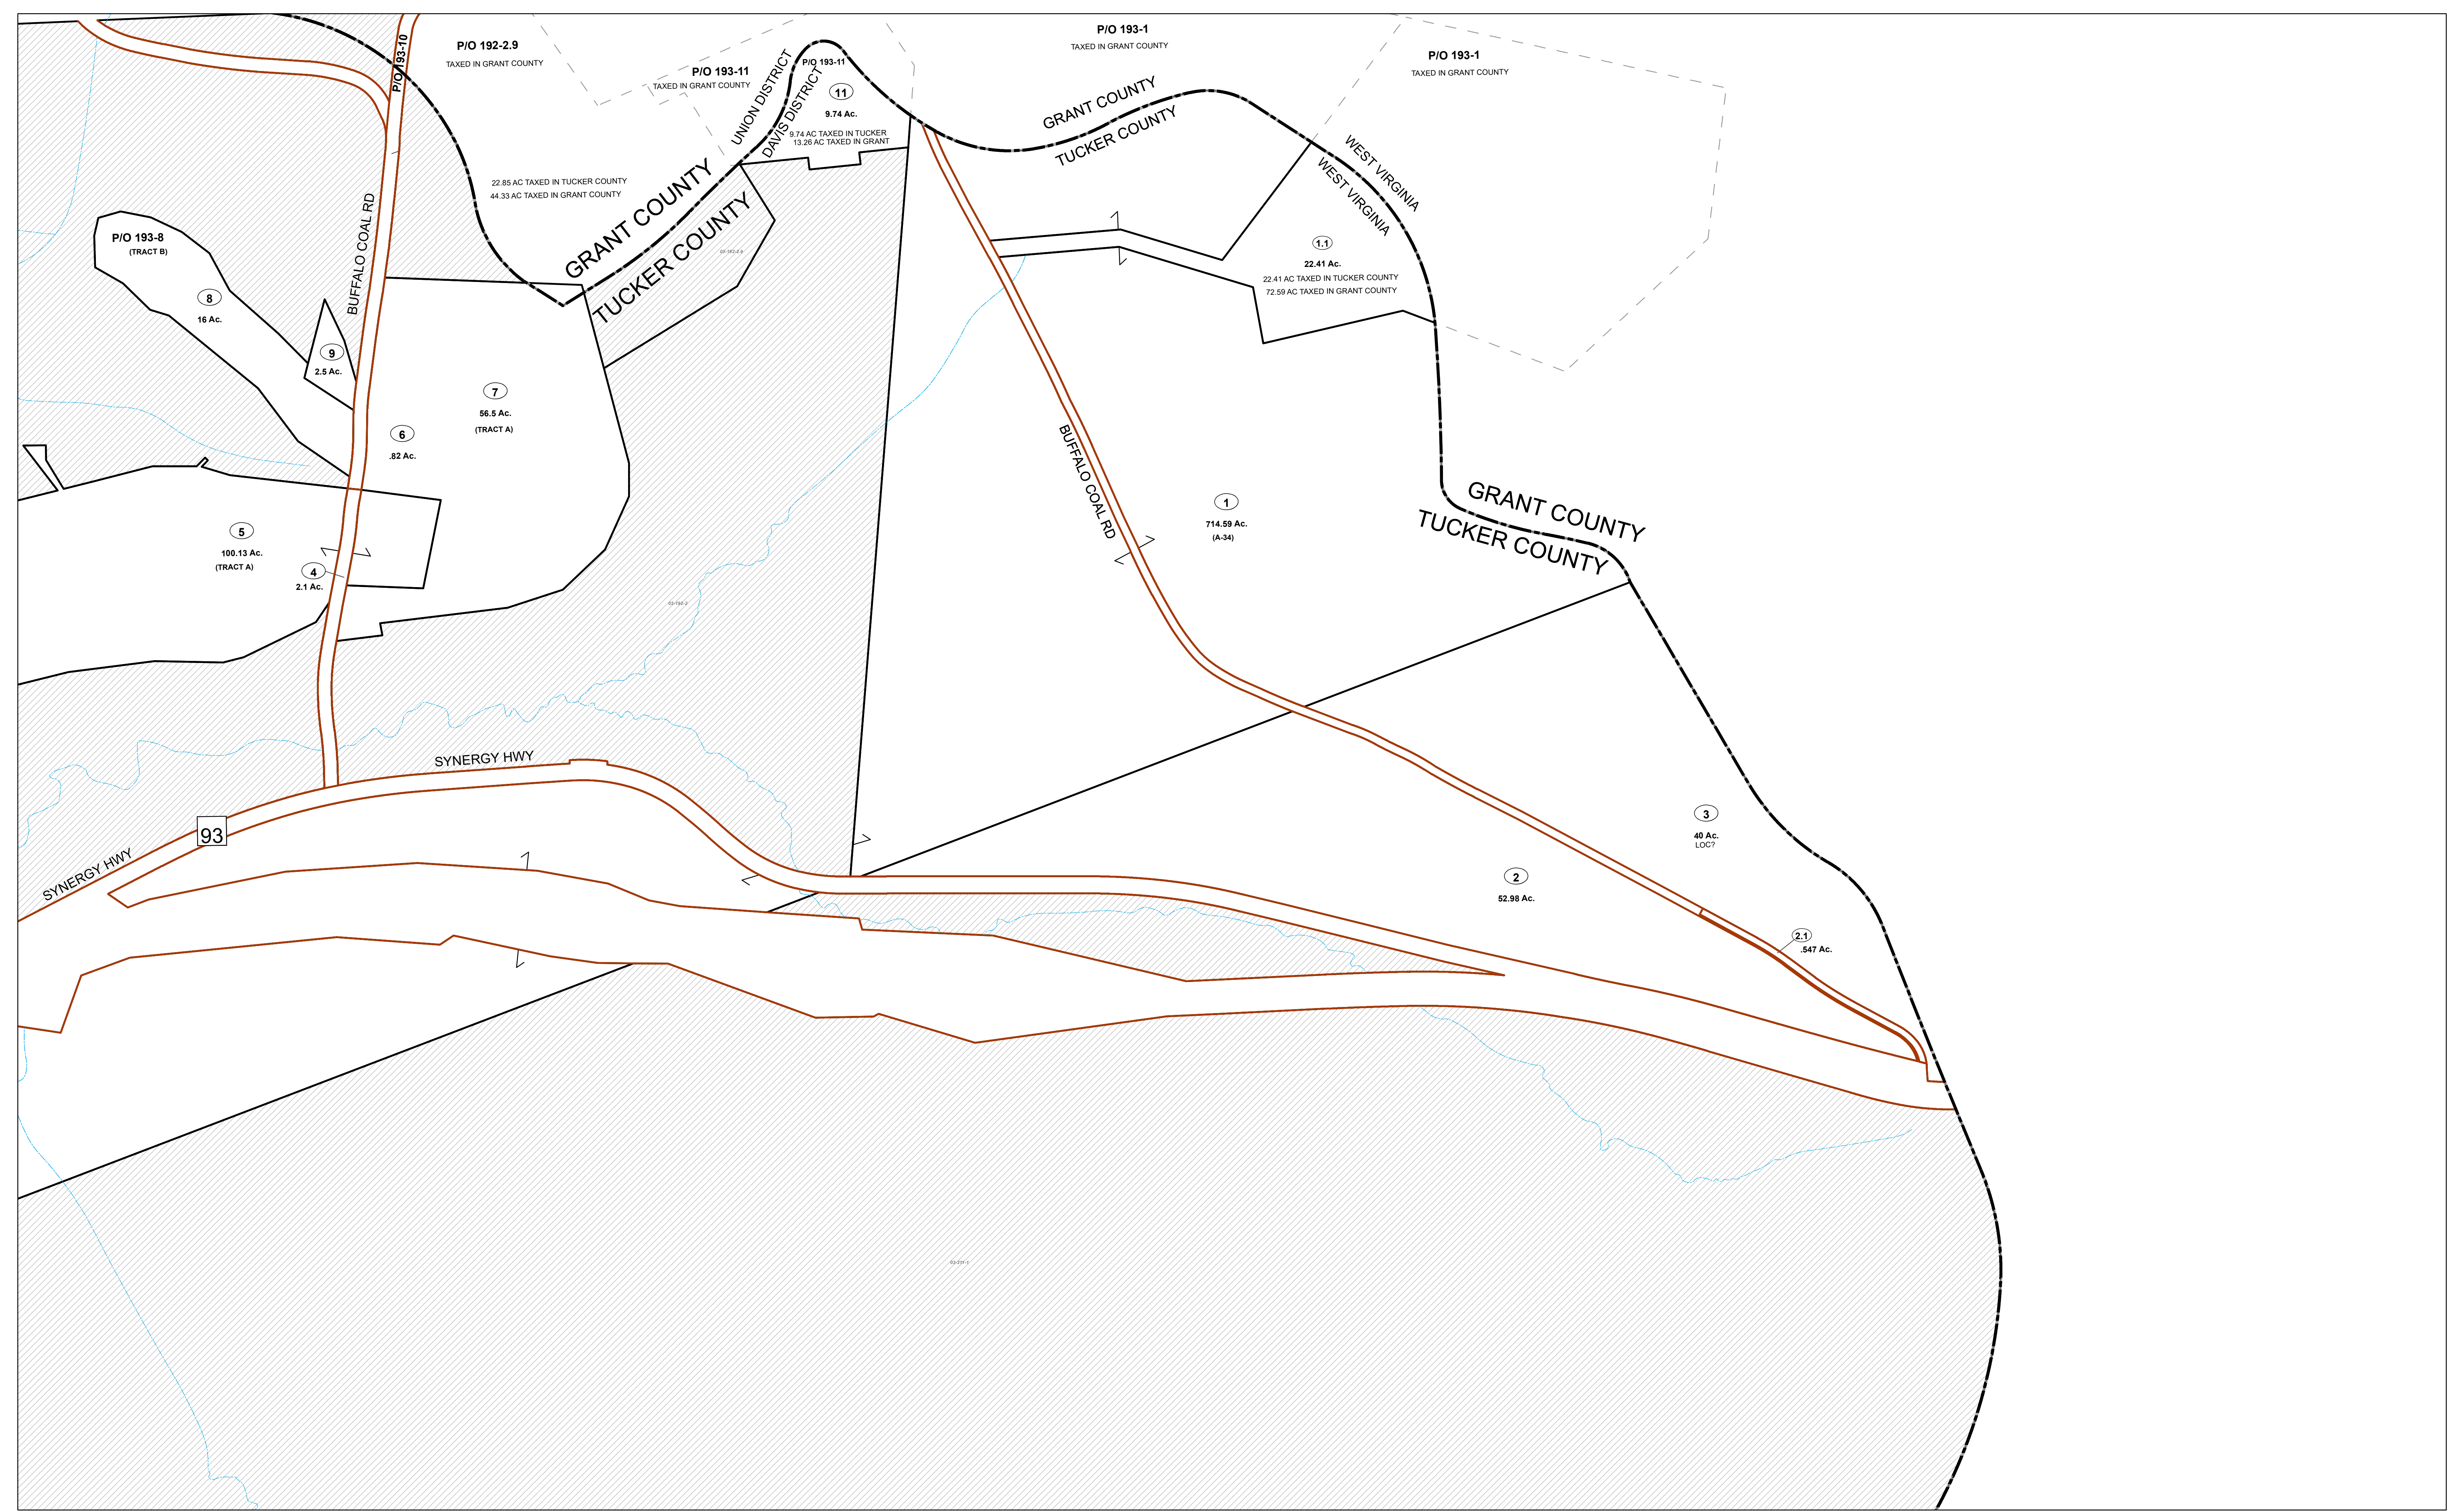 P/O 193-10
P/O 192-2.9
TAXED IN GRANT COUNTY
P/O 193-11
TAXED IN GRANT COUNTY
UNION DISTRICT
DAVIS DISTRICT
P/O 193-11
11
9.74 Ac.
9.74 AC TAXED IN TUCKER
13.26 AC TAXED IN GRANT
P/O 193-1
TAXED IN GRANT COUNTY
P/O 193-1
TAXED IN GRANT COUNTY
GRANT COUNTY
TUCKER COUNTY
WEST VIRGINIA
WEST VIRGINIA
22.85 AC TAXED IN TUCKER COUNTY
44.33 AC TAXED IN GRANT COUNTY
GRANT COUNTY
TUCKER COUNTY
BUFFALO COAL RD
P/O 193-8
(TRACT B)
8
16 Ac.
9
2.5 Ac.
1.1
22.41 Ac.
22.41 AC TAXED IN TUCKER COUNTY
72.59 AC TAXED IN GRANT COUNTY
7
56.5 Ac.
(TRACT A)
6
.82 Ac.
BUFFALO COAL RD
1
714.59 Ac.
(A-34)
GRANT COUNTY
TUCKER COUNTY
5
100.13 Ac.
(TRACT A)
4
2.1 Ac.
03-192-2
SYNERGY HWY
93
SYNERGY HWY
3
40 Ac.
LOC?
2
52.98 Ac.
2.1
.547 Ac.